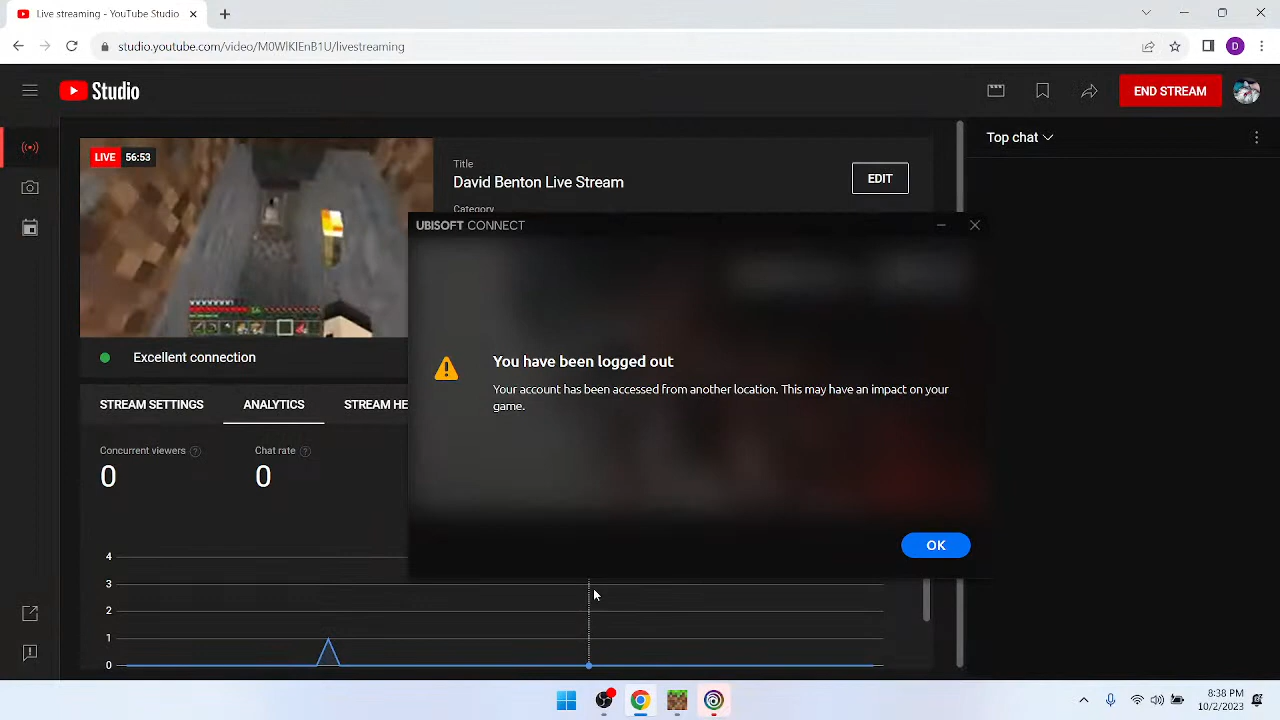 Live streaming - YouTube Studio
studio.youtube.com/video/M0WlKlEnB1U/livestreaming
D
Studio
END STREAM
LIVE 56:53
Title
David Benton Live Stream
EDIT
Category
Top chat
UBISOFT CONNECT
You have been logged out
Your account has been accessed from another location. This may have an impact on your
game.
OK
Excellent connection
STREAM SETTINGS
ANALYTICS
STREAM HE
Concurrent viewers ?
Chat rate ?
0
0
4
3
2
1
0
8:38 PM
10/2/2023